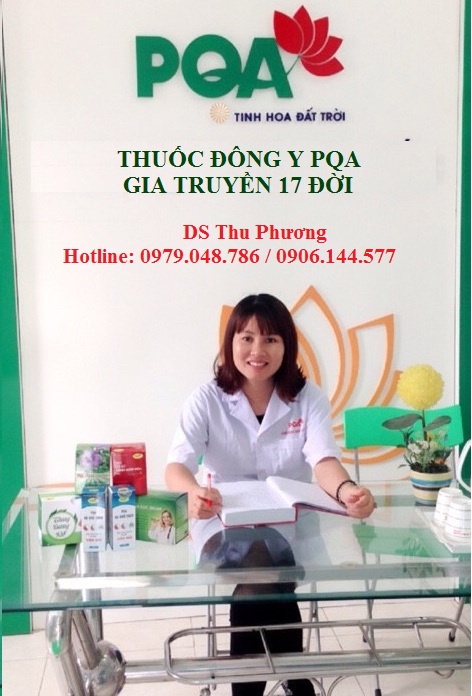 PQA
TINH HOA ĐẤT TRỜI
THUỐC ĐÔNG Y PQA
GIA TRUYỀN 17 ĐỜI
DS Thu Phương
Hotline: 0979.048.786 / 0906.144.577
PQA